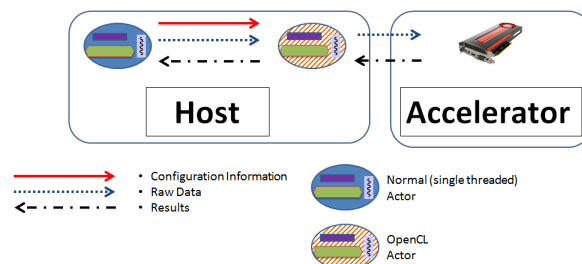 Host
Accelerator
• Configuration Information
• Raw Data
• Results
Normal (single threaded)
Actor
OpenCL
Actor